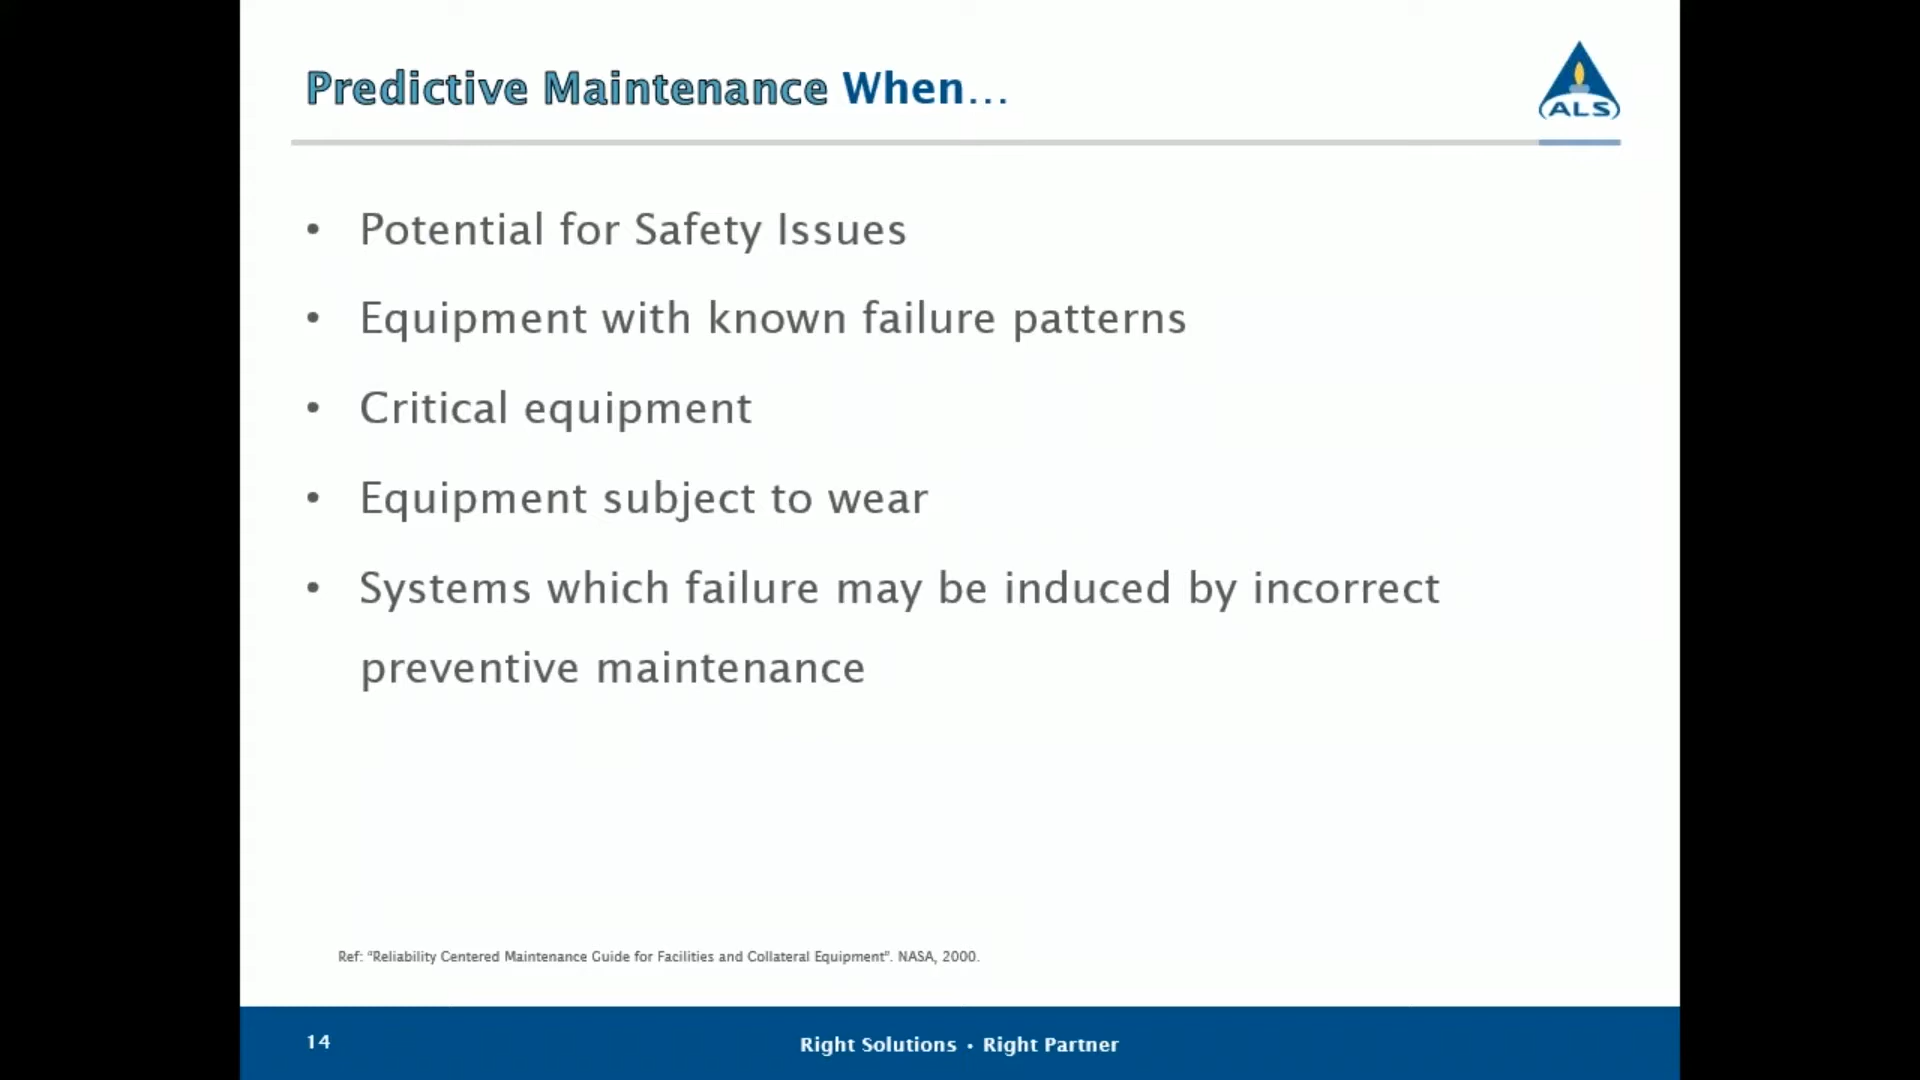 Predictive Maintenance When...
ALS
• Potential for Safety Issues
• Equipment with known failure patterns
• Critical equipment
• Equipment subject to wear
• Systems which failure may be induced by incorrect
preventive maintenance
Ref: “Reliability Centered Maintenance Guide for Facilities and Collateral Equipment”. NASA, 2000.
14
Right Solutions • Right Partner